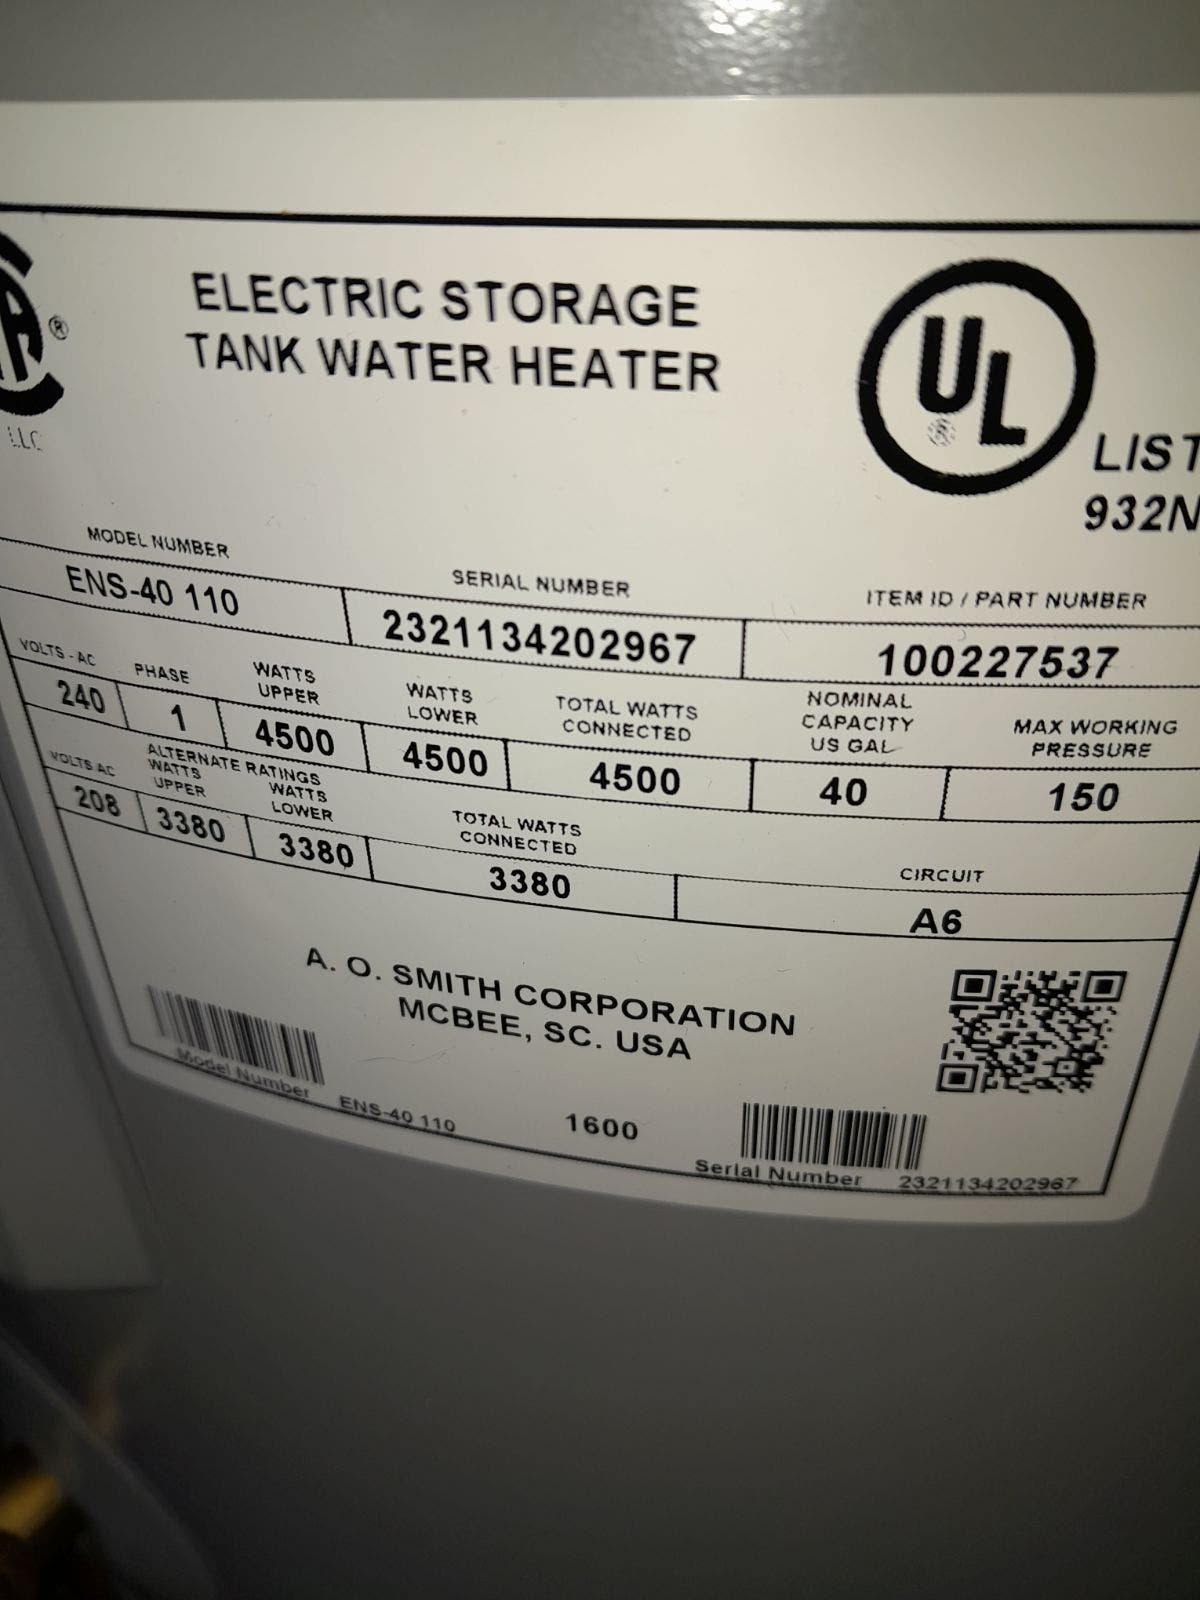 ®
LLC
ELECTRIC STORAGE
TANK WATER HEATER
UL
®
LIST
932N
MODEL NUMBER
ENS-40 110
SERIAL NUMBER
2321134202967
ITEM ID / PART NUMBER
100227537
VOLTS - AC
240
PHASE
1
WATTS
UPPER
4500
WATTS
LOWER
4500
TOTAL WATTS
CONNECTED
4500
NOMINAL
CAPACITY
US GAL
40
MAX WORKING
PRESSURE
150
ALTERNATE RATINGS
VOLTS AC
208
WATTS
UPPER
3380
WATTS
LOWER
3380
TOTAL WATTS
CONNECTED
3380
CIRCUIT
A6
A. O. SMITH CORPORATION
MCBEE, SC. USA
Model Number ENS-40 110
1600
Serial Number 2321134202967